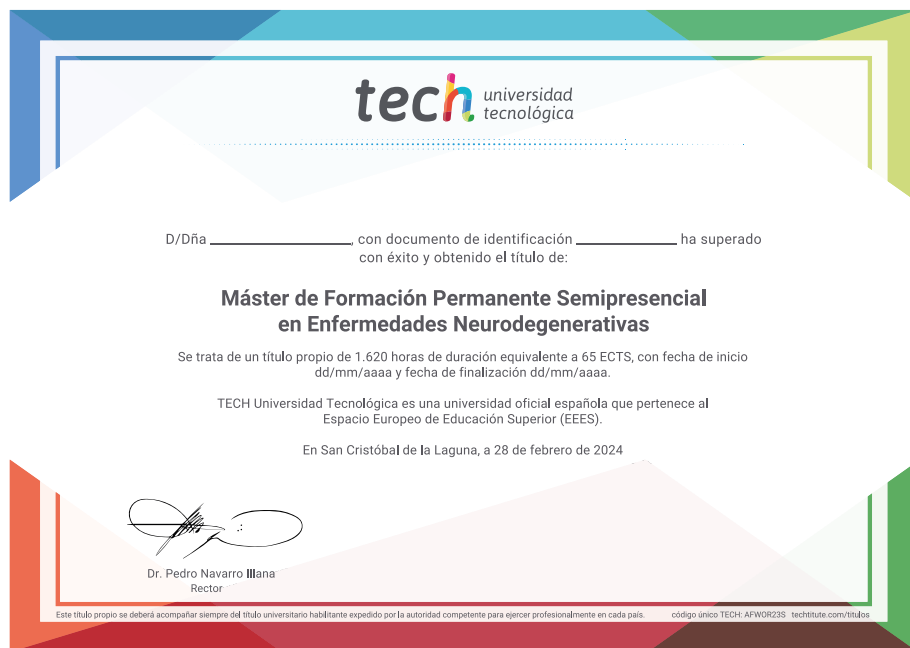 tech universidad
tecnológica
D/Dña ____________, con documento de identificación ____________ ha superado
con éxito y obtenido el título de:
Máster de Formación Permanente Semipresencial
en Enfermedades Neurodegenerativas
Se trata de un título propio de 1.620 horas de duración equivalente a 65 ECTS, con fecha de inicio
dd/mm/aaaa y fecha de finalización dd/mm/aaaa.
TECH Universidad Tecnológica es una universidad oficial española que pertenece al
Espacio Europeo de Educación Superior (EEES).
En San Cristóbal de la Laguna, a 28 de febrero de 2024
Dr. Pedro Navarro Illana
Rector
Este título propio se deberá acompañar siempre del título universitario habilitante expedido por la autoridad competente para ejercer profesionalmente en cada país. código único TECH: AFWOR23S techtitute.com/titulos